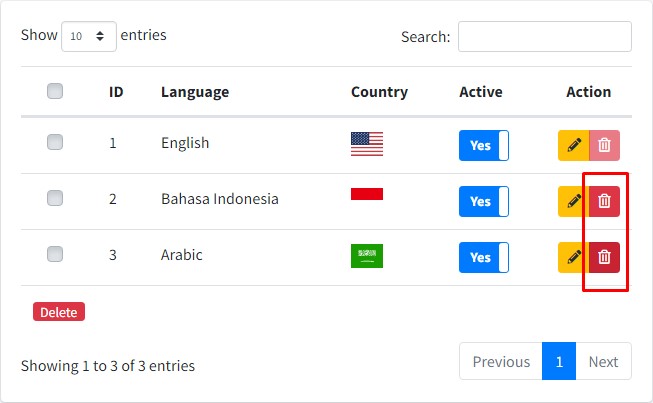 Show 10 entries Search:
ID Language Country Active Action
1 English Yes
2 Bahasa Indonesia Yes
3 Arabic Yes
Delete
Showing 1 to 3 of 3 entries Previous 1 Next